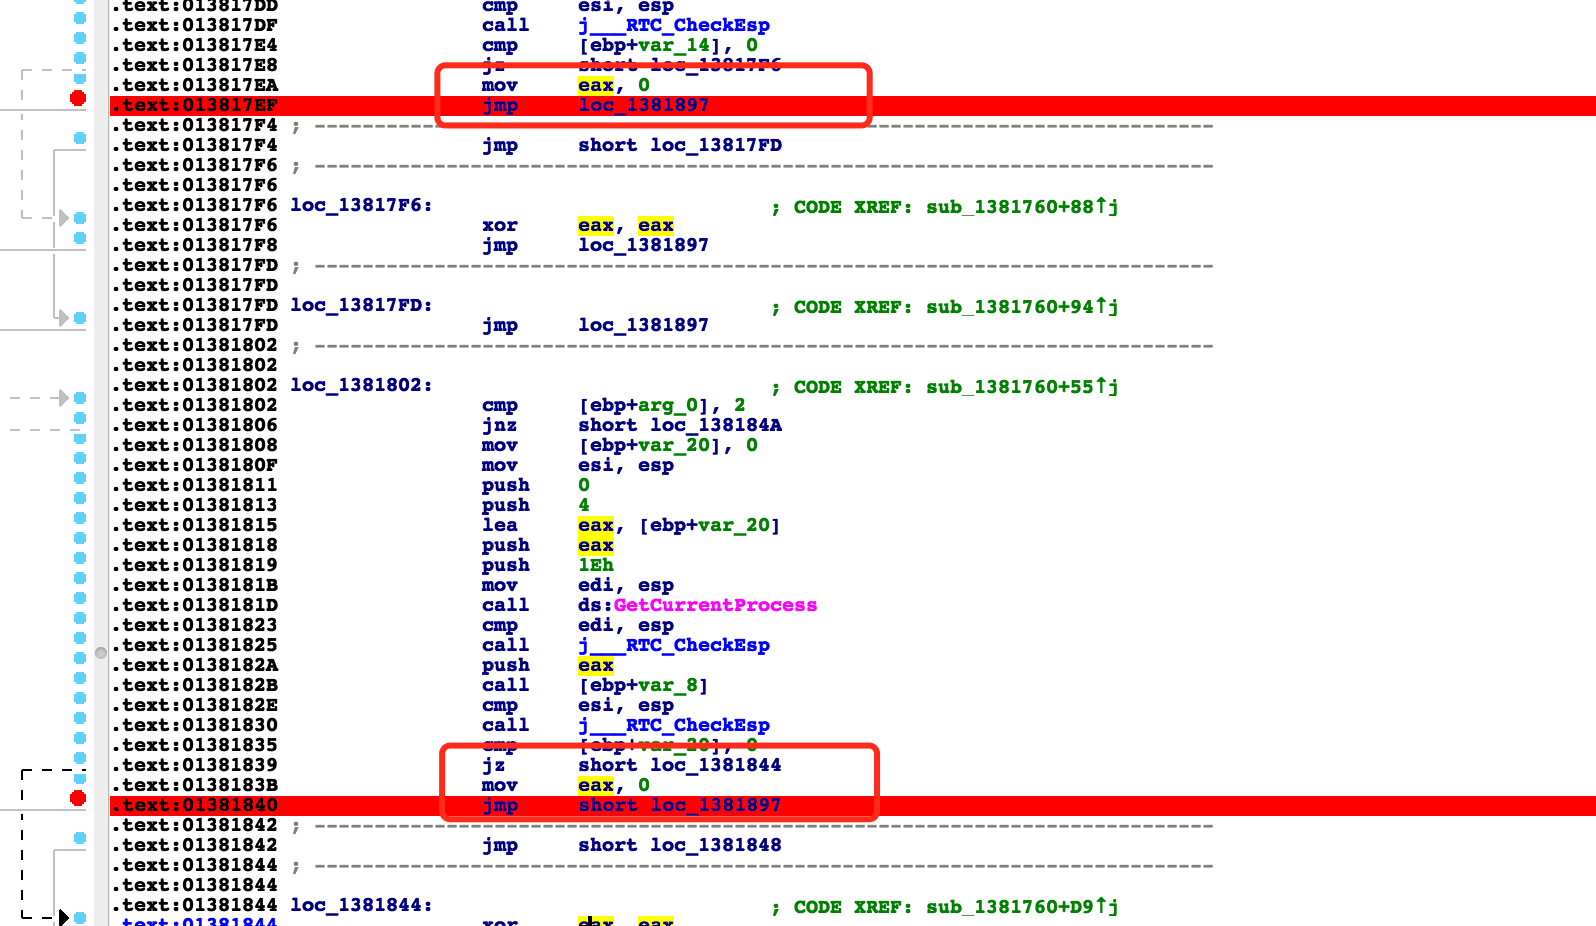 .text:013817DD cmp esi, esp
.text:013817DF call j___RTC_CheckEsp
.text:013817E4 cmp [ebp+var_14], 0
.text:013817E8 jz short loc_13817F6
.text:013817EA mov eax, 0
.text:013817EF jmp loc_1381897
.text:013817F4 ; ---------------------------------------------------------------------------
.text:013817F4 jmp short loc_13817FD
.text:013817F6 ; ---------------------------------------------------------------------------
.text:013817F6
.text:013817F6 loc_13817F6: ; CODE XREF: sub_1381760+88↑j
.text:013817F6 xor eax, eax
.text:013817F8 jmp loc_1381897
.text:013817FD ; ---------------------------------------------------------------------------
.text:013817FD
.text:013817FD loc_13817FD: ; CODE XREF: sub_1381760+94↑j
.text:013817FD jmp loc_1381897
.text:01381802 ; ---------------------------------------------------------------------------
.text:01381802
.text:01381802 loc_1381802: ; CODE XREF: sub_1381760+55↑j
.text:01381802 cmp [ebp+arg_0], 2
.text:01381806 jnz short loc_138184A
.text:01381808 mov [ebp+var_20], 0
.text:0138180F mov esi, esp
.text:01381811 push 0
.text:01381813 push 4
.text:01381815 lea eax, [ebp+var_20]
.text:01381818 push eax
.text:01381819 push 1Eh
.text:0138181B mov edi, esp
.text:0138181D call ds:GetCurrentProcess
.text:01381823 cmp edi, esp
.text:01381825 call j___RTC_CheckEsp
.text:0138182A push eax
.text:0138182B call [ebp+var_8]
.text:0138182E cmp esi, esp
.text:01381830 call j___RTC_CheckEsp
.text:01381835 cmp [ebp+var_20], 0
.text:01381839 jz short loc_1381844
.text:0138183B mov eax, 0
.text:01381840 jmp short loc_1381897
.text:01381842 ; ---------------------------------------------------------------------------
.text:01381842 jmp short loc_1381848
.text:01381844 ; ---------------------------------------------------------------------------
.text:01381844
.text:01381844 loc_1381844: ; CODE XREF: sub_1381760+D9↑j
.text:01381844 xor eax, eax